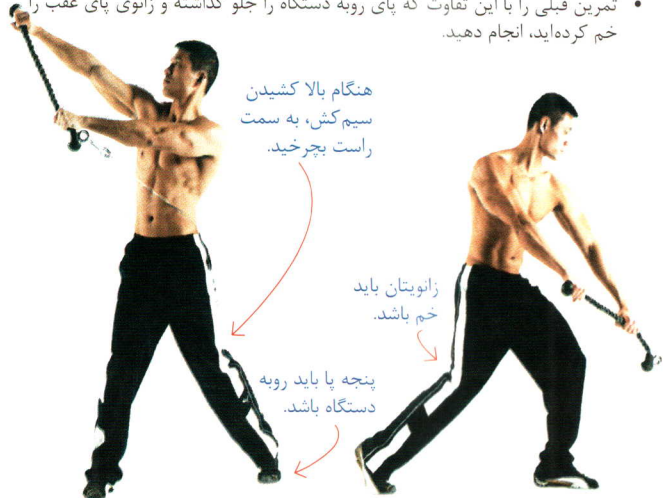 • تمرین قبلی را با این تفاوت که پای روبه دستگاه را جلو گذاشته و زانوی پای عقب را
خم کرده‌اید، انجام دهید.
هنگام بالا کشیدن
سیم‌کش، به سمت
راست بچرخید.
زانویتان باید
خم باشد.
پنجه پا باید روبه
دستگاه باشد.